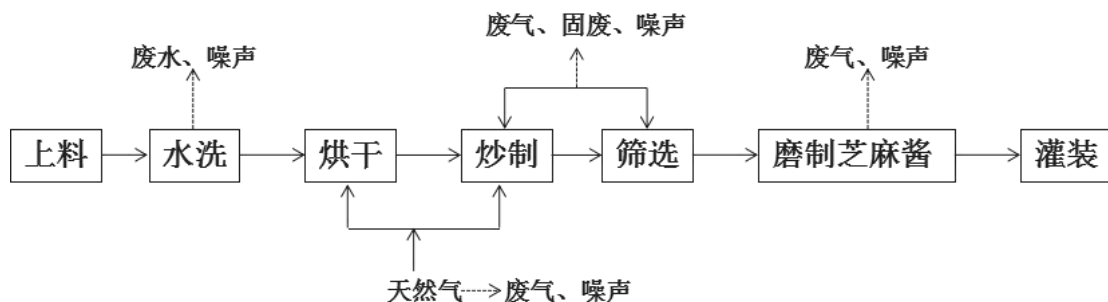 废气、固废、噪声
废水、噪声
废气、噪声
上料
水洗
烘干
炒制
筛选
磨制芝麻酱
灌装
天然气
废气、噪声